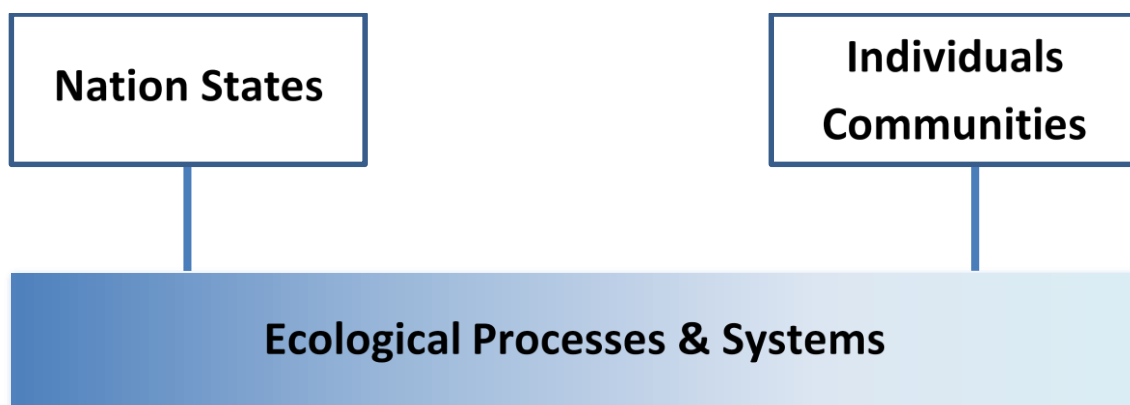 Nation States
Individuals
Communities
Ecological Processes & Systems